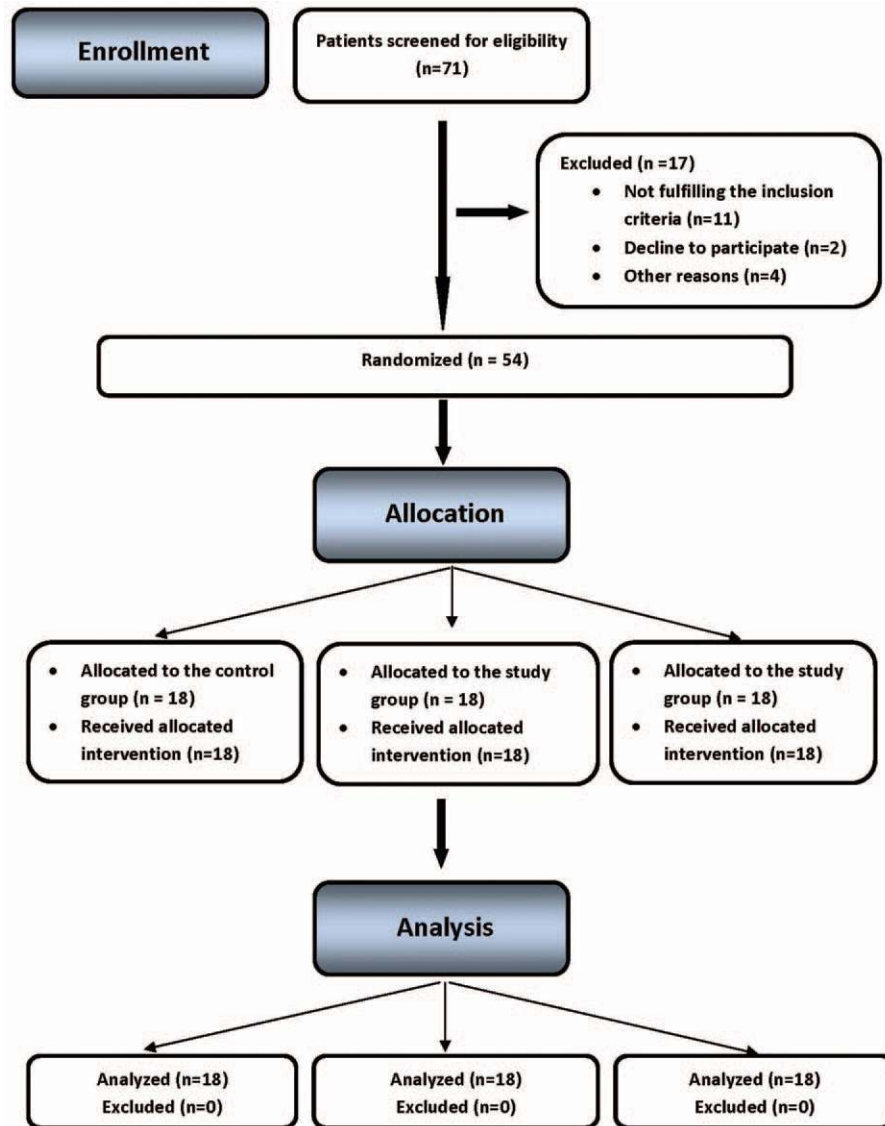 Enrollment
Patients screened for eligibility
(n=71)
Excluded (n =17)
• Not fulfilling the inclusion
criteria (n=11)
• Decline to participate (n=2)
• Other reasons (n=4)
Randomized (n = 54)
Allocation
• Allocated to the control
group (n = 18)
• Received allocated
intervention (n=18)
• Allocated to the study
group (n = 18)
• Received allocated
intervention (n=18)
• Allocated to the study
group (n = 18)
• Received allocated
intervention (n=18)
Analysis
Analyzed (n=18)
Excluded (n=0)
Analyzed (n=18)
Excluded (n=0)
Analyzed (n=18)
Excluded (n=0)